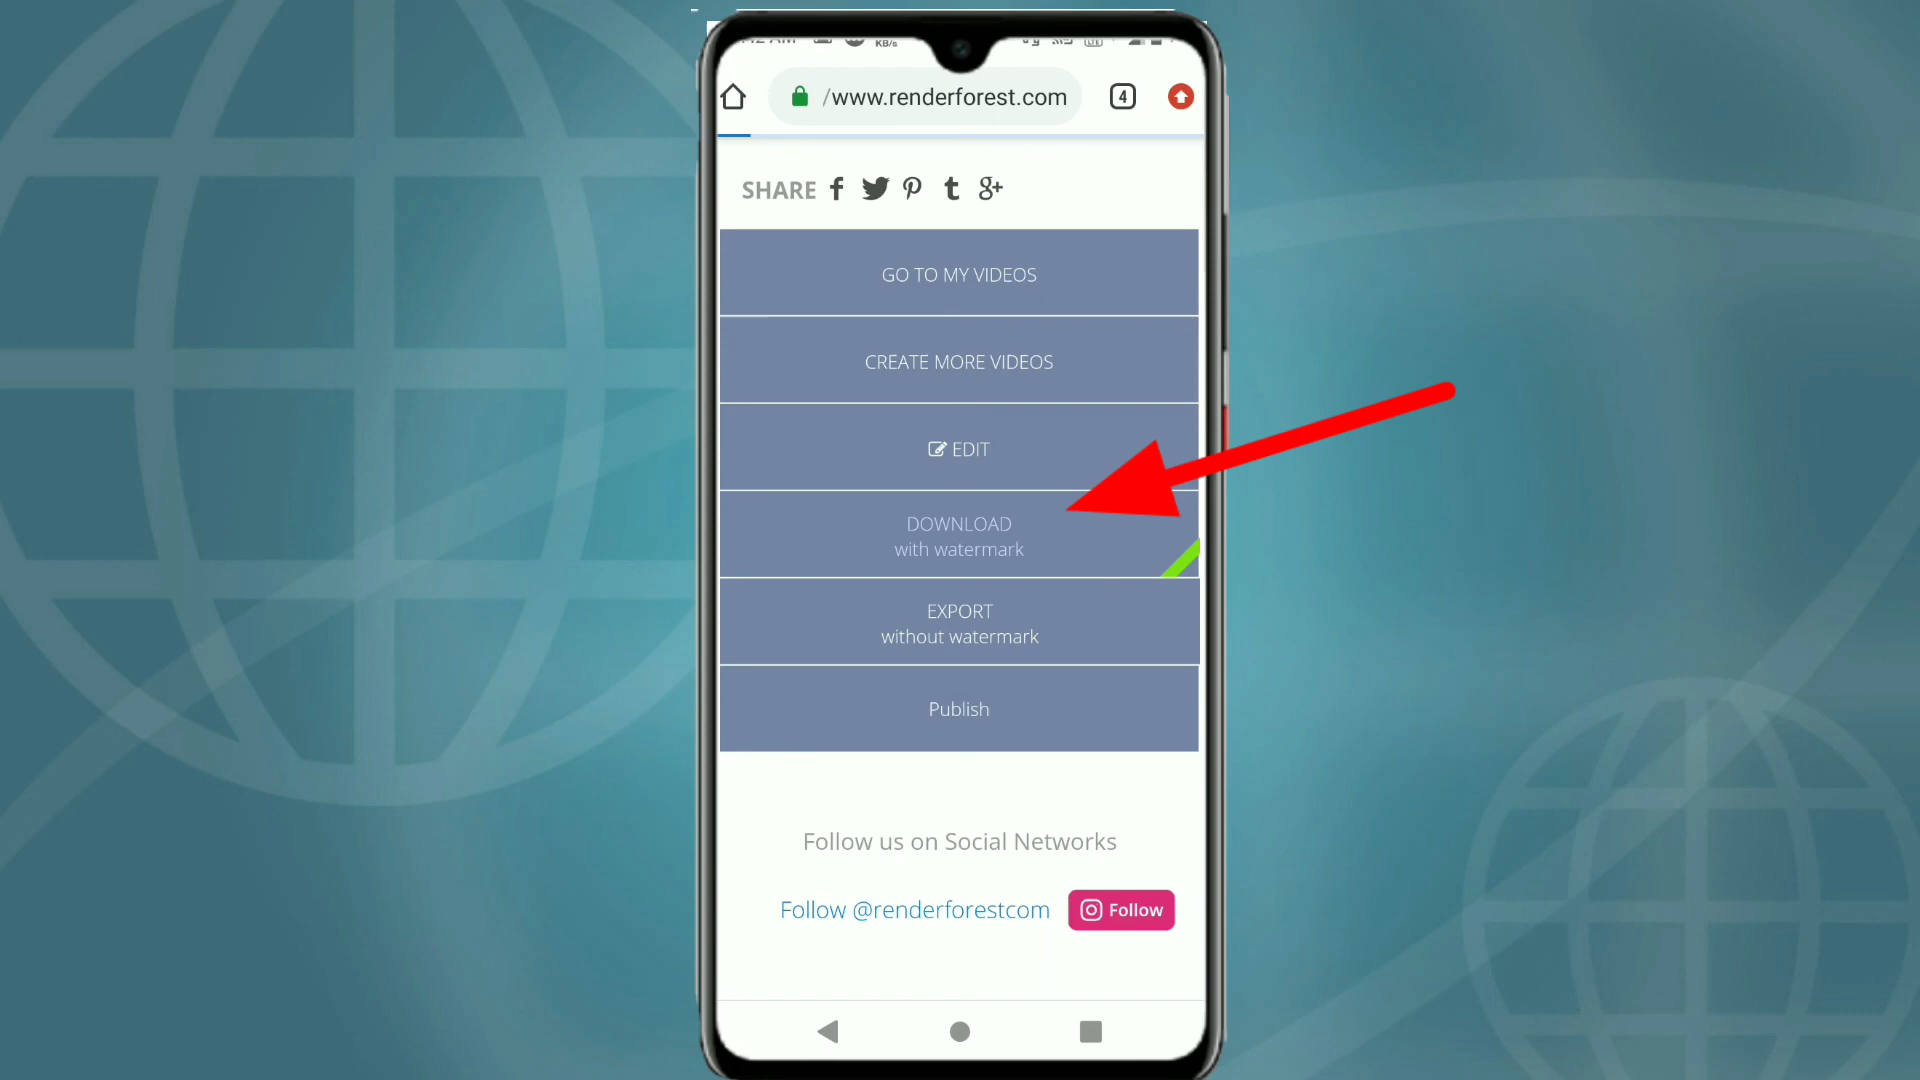 KB/s
/www.renderforest.com
4
SHARE
GO TO MY VIDEOS
CREATE MORE VIDEOS
EDIT
DOWNLOAD
with watermark
EXPORT
without watermark
Publish
Follow us on Social Networks
Follow @renderforestcom
Follow